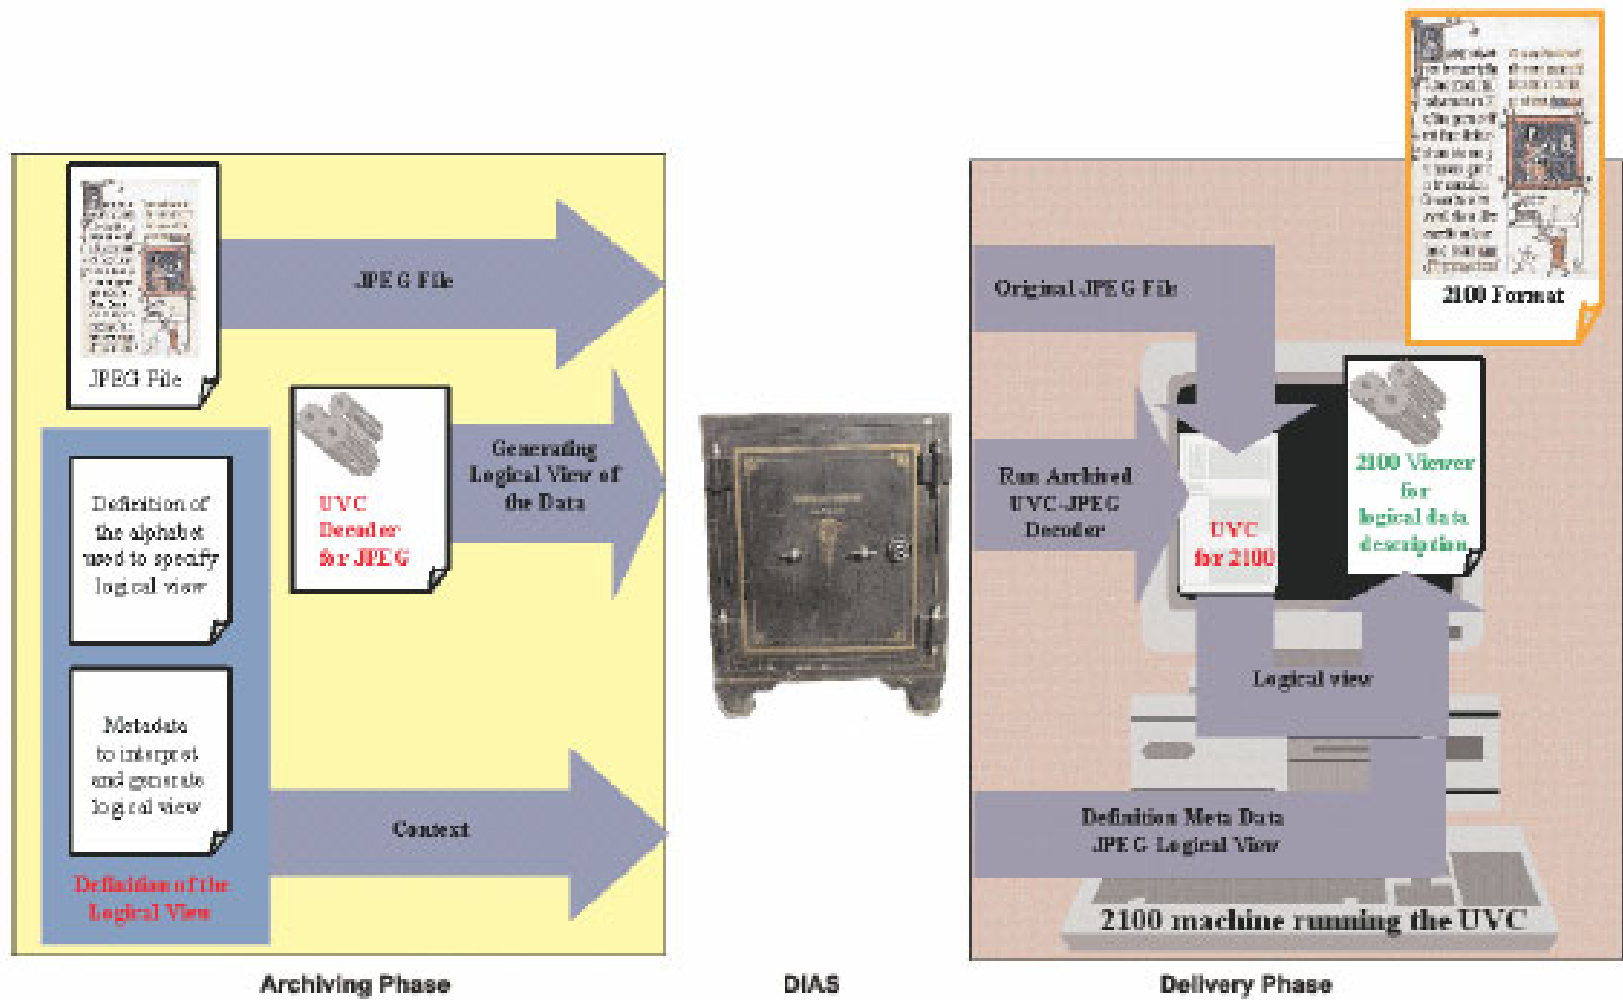 JPEG File
JPEG File
Definition of
the alphabet
used to specify
logical view
Metadata
to interpret
and generate
logical view
Definition of the
Logical View
UVC
Decoder
for JPEG
Generating
Logical View of
the Data
Context
Archiving Phase
DIAS
Original JPEG File
Run Archived
UVC-JPEG
Decoder
UVC
for 2100
2100 Viewer
for
logical data
description
2100 Format
Logical view
Definition Meta Data
JPEG Logical View
2100 machine running the UVC
Delivery Phase